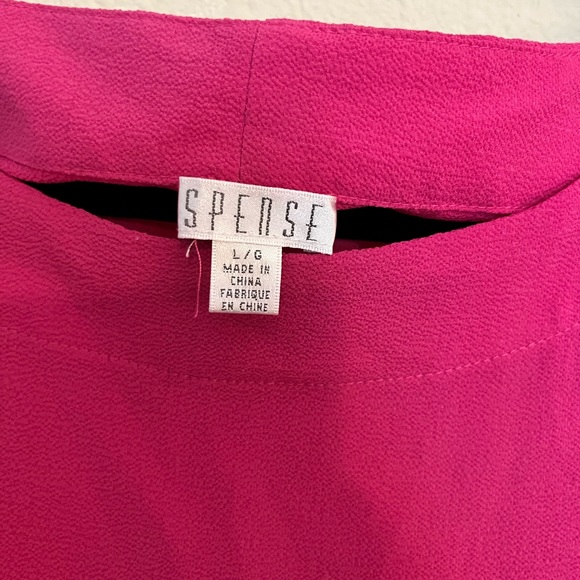 SPENSE
L/G
MADE IN
CHINA
FABRIQUE
EN CHINE